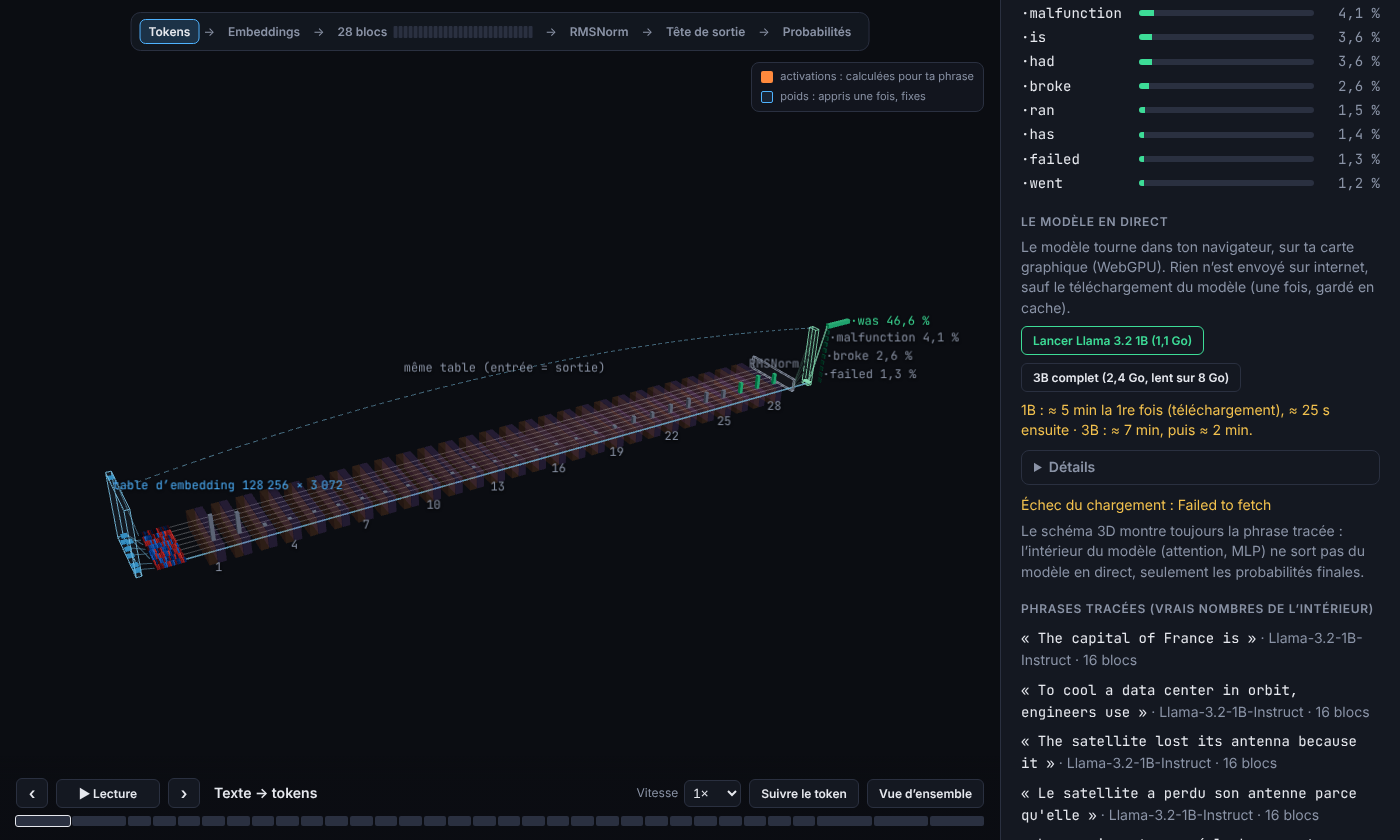 Tokens → Embeddings → 28 blocs → RMSNorm → Tête de sortie → Probabilités
activations : calculées pour ta phrase
poids : appris une fois, fixes
·was 46,6 %
·malfunction 4,1 %
·broke 2,6 %
·failed 1,3 %
même table (entrée = sortie)
RMSNorm
table d’embedding 128 256 × 3 072
1
4
7
10
13
16
19
22
25
28
‹
▶ Lecture
›
Texte → tokens
Vitesse
1×
Suivre le token
Vue d’ensemble
·malfunction 4,1 %
·is 3,6 %
·had 3,6 %
·broke 2,6 %
·ran 1,5 %
·has 1,4 %
·failed 1,3 %
·went 1,2 %
LE MODÈLE EN DIRECT
Le modèle tourne dans ton navigateur, sur ta carte
graphique (WebGPU). Rien n’est envoyé sur internet,
sauf le téléchargement du modèle (une fois, gardé en
cache).
Lancer Llama 3.2 1B (1,1 Go)
3B complet (2,4 Go, lent sur 8 Go)
1B : ≈ 5 min la 1re fois (téléchargement), ≈ 25 s
ensuite · 3B : ≈ 7 min, puis ≈ 2 min.
▶ Détails
Échec du chargement : Failed to fetch
Le schéma 3D montre toujours la phrase tracée :
l’intérieur du modèle (attention, MLP) ne sort pas du
modèle en direct, seulement les probabilités finales.
PHRASES TRACÉES (VRAIS NOMBRES DE L’INTÉRIEUR)
« The capital of France is » · Llama-3.2-1B-
Instruct · 16 blocs
« To cool a data center in orbit,
engineers use » · Llama-3.2-1B-Instruct · 16 blocs
« The satellite lost its antenna because
it » · Llama-3.2-1B-Instruct · 16 blocs
« Le satellite a perdu son antenne parce
qu'elle » · Llama-3.2-1B-Instruct · 16 blocs